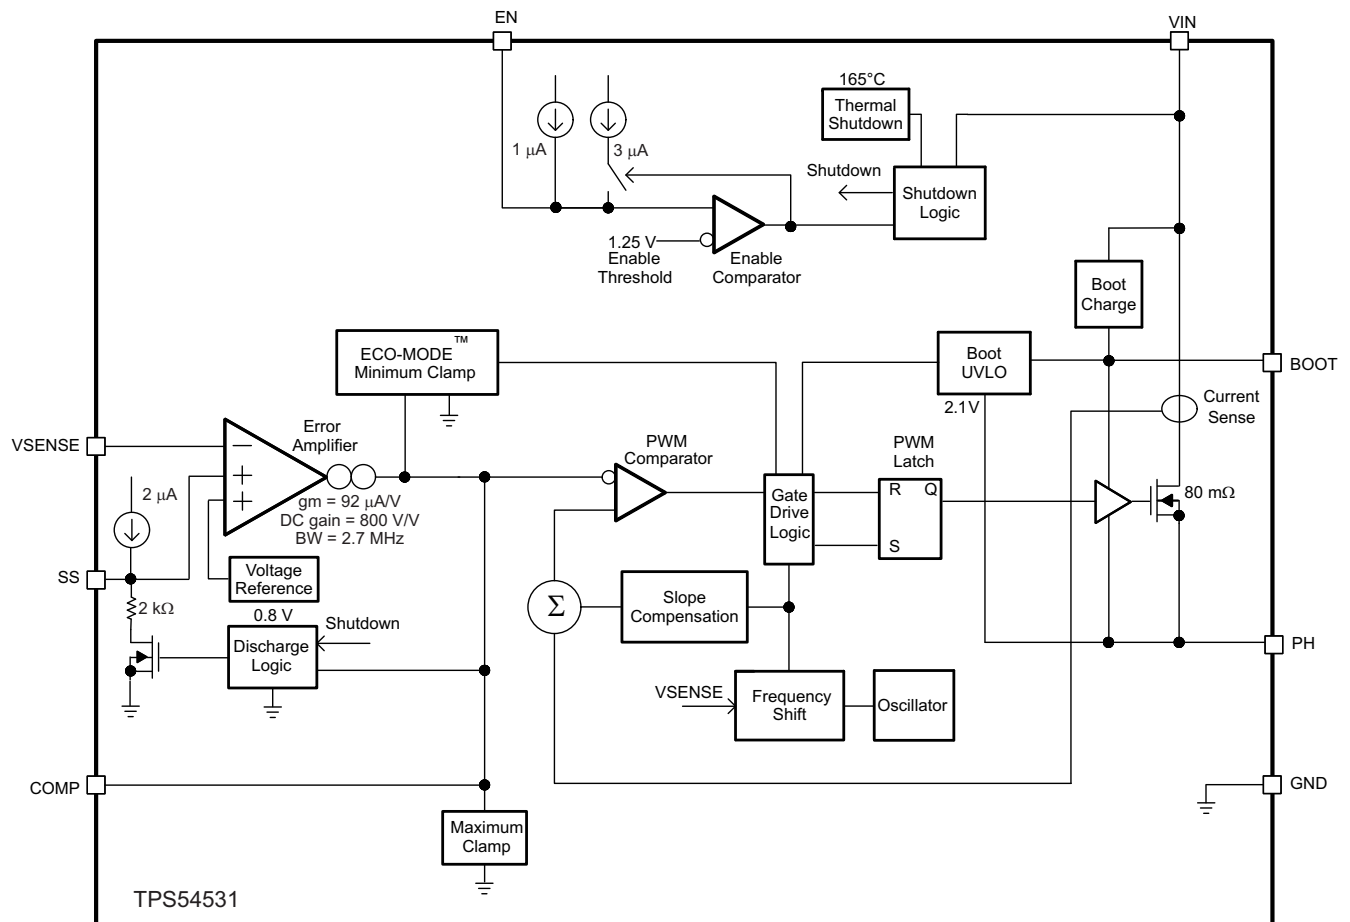 EN
VIN
165°C
Thermal
Shutdown
1 μA
3 μA
Shutdown
Shutdown
Logic
1.25 V
Enable
Threshold
Enable
Comparator
Boot
Charge
ECO-MODE™
Minimum Clamp
Boot
UVLO
2.1V
BOOT
Current
Sense
VSENSE
Error
Amplifier
gm = 92 μA/V
DC gain = 800 V/V
BW = 2.7 MHz
PWM
Comparator
Gate
Drive
Logic
PWM
Latch
R Q
S
80 mΩ
2 μA
SS
Voltage
Reference
0.8 V
2 kΩ
Discharge
Logic
Shutdown
Σ
Slope
Compensation
PH
VSENSE
Frequency
Shift
Oscillator
COMP
GND
Maximum
Clamp
TPS54531